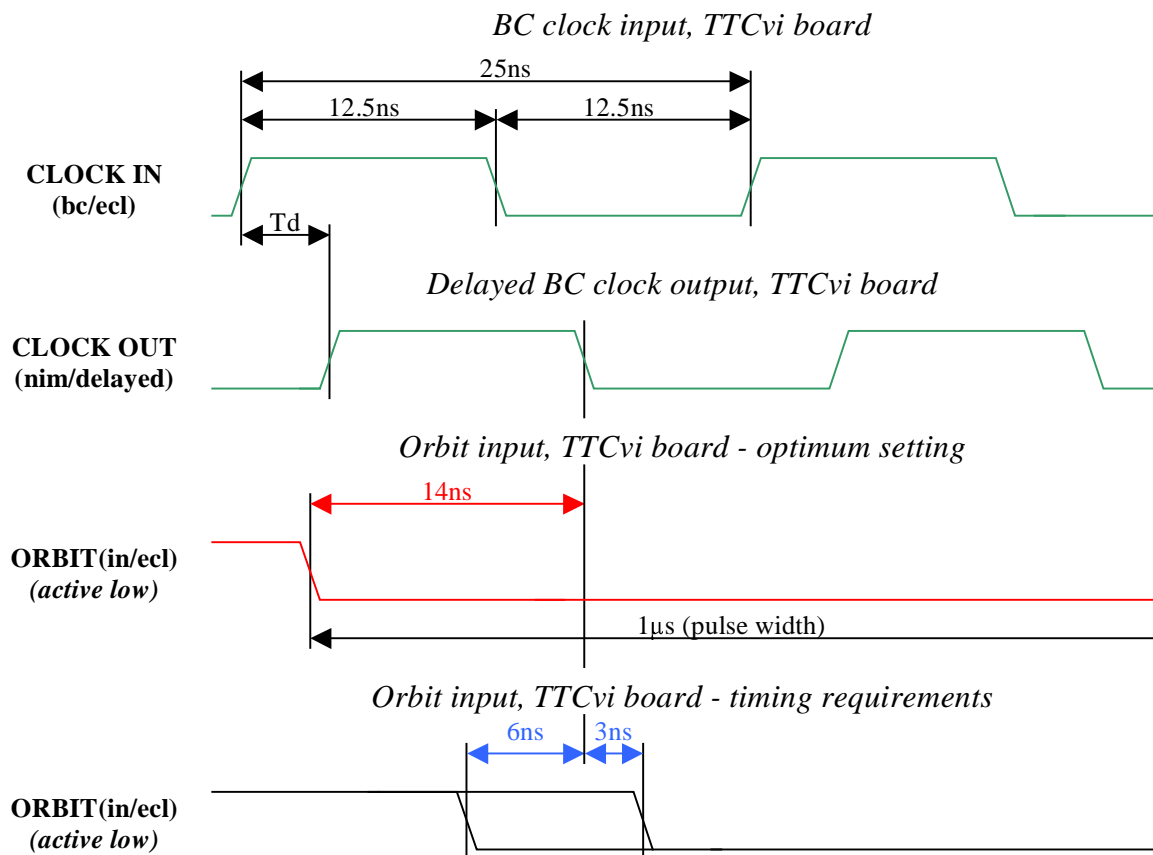 BC clock input, TTCvi board
25ns
12.5ns 12.5ns
CLOCK IN
(bc/ecl)
Td
Delayed BC clock output, TTCvi board
CLOCK OUT
(nim/delayed)
Orbit input, TTCvi board - optimum setting
14ns
ORBIT(in/ecl)
(active low)
1μs (pulse width)
Orbit input, TTCvi board - timing requirements
6ns 3ns
ORBIT(in/ecl)
(active low)